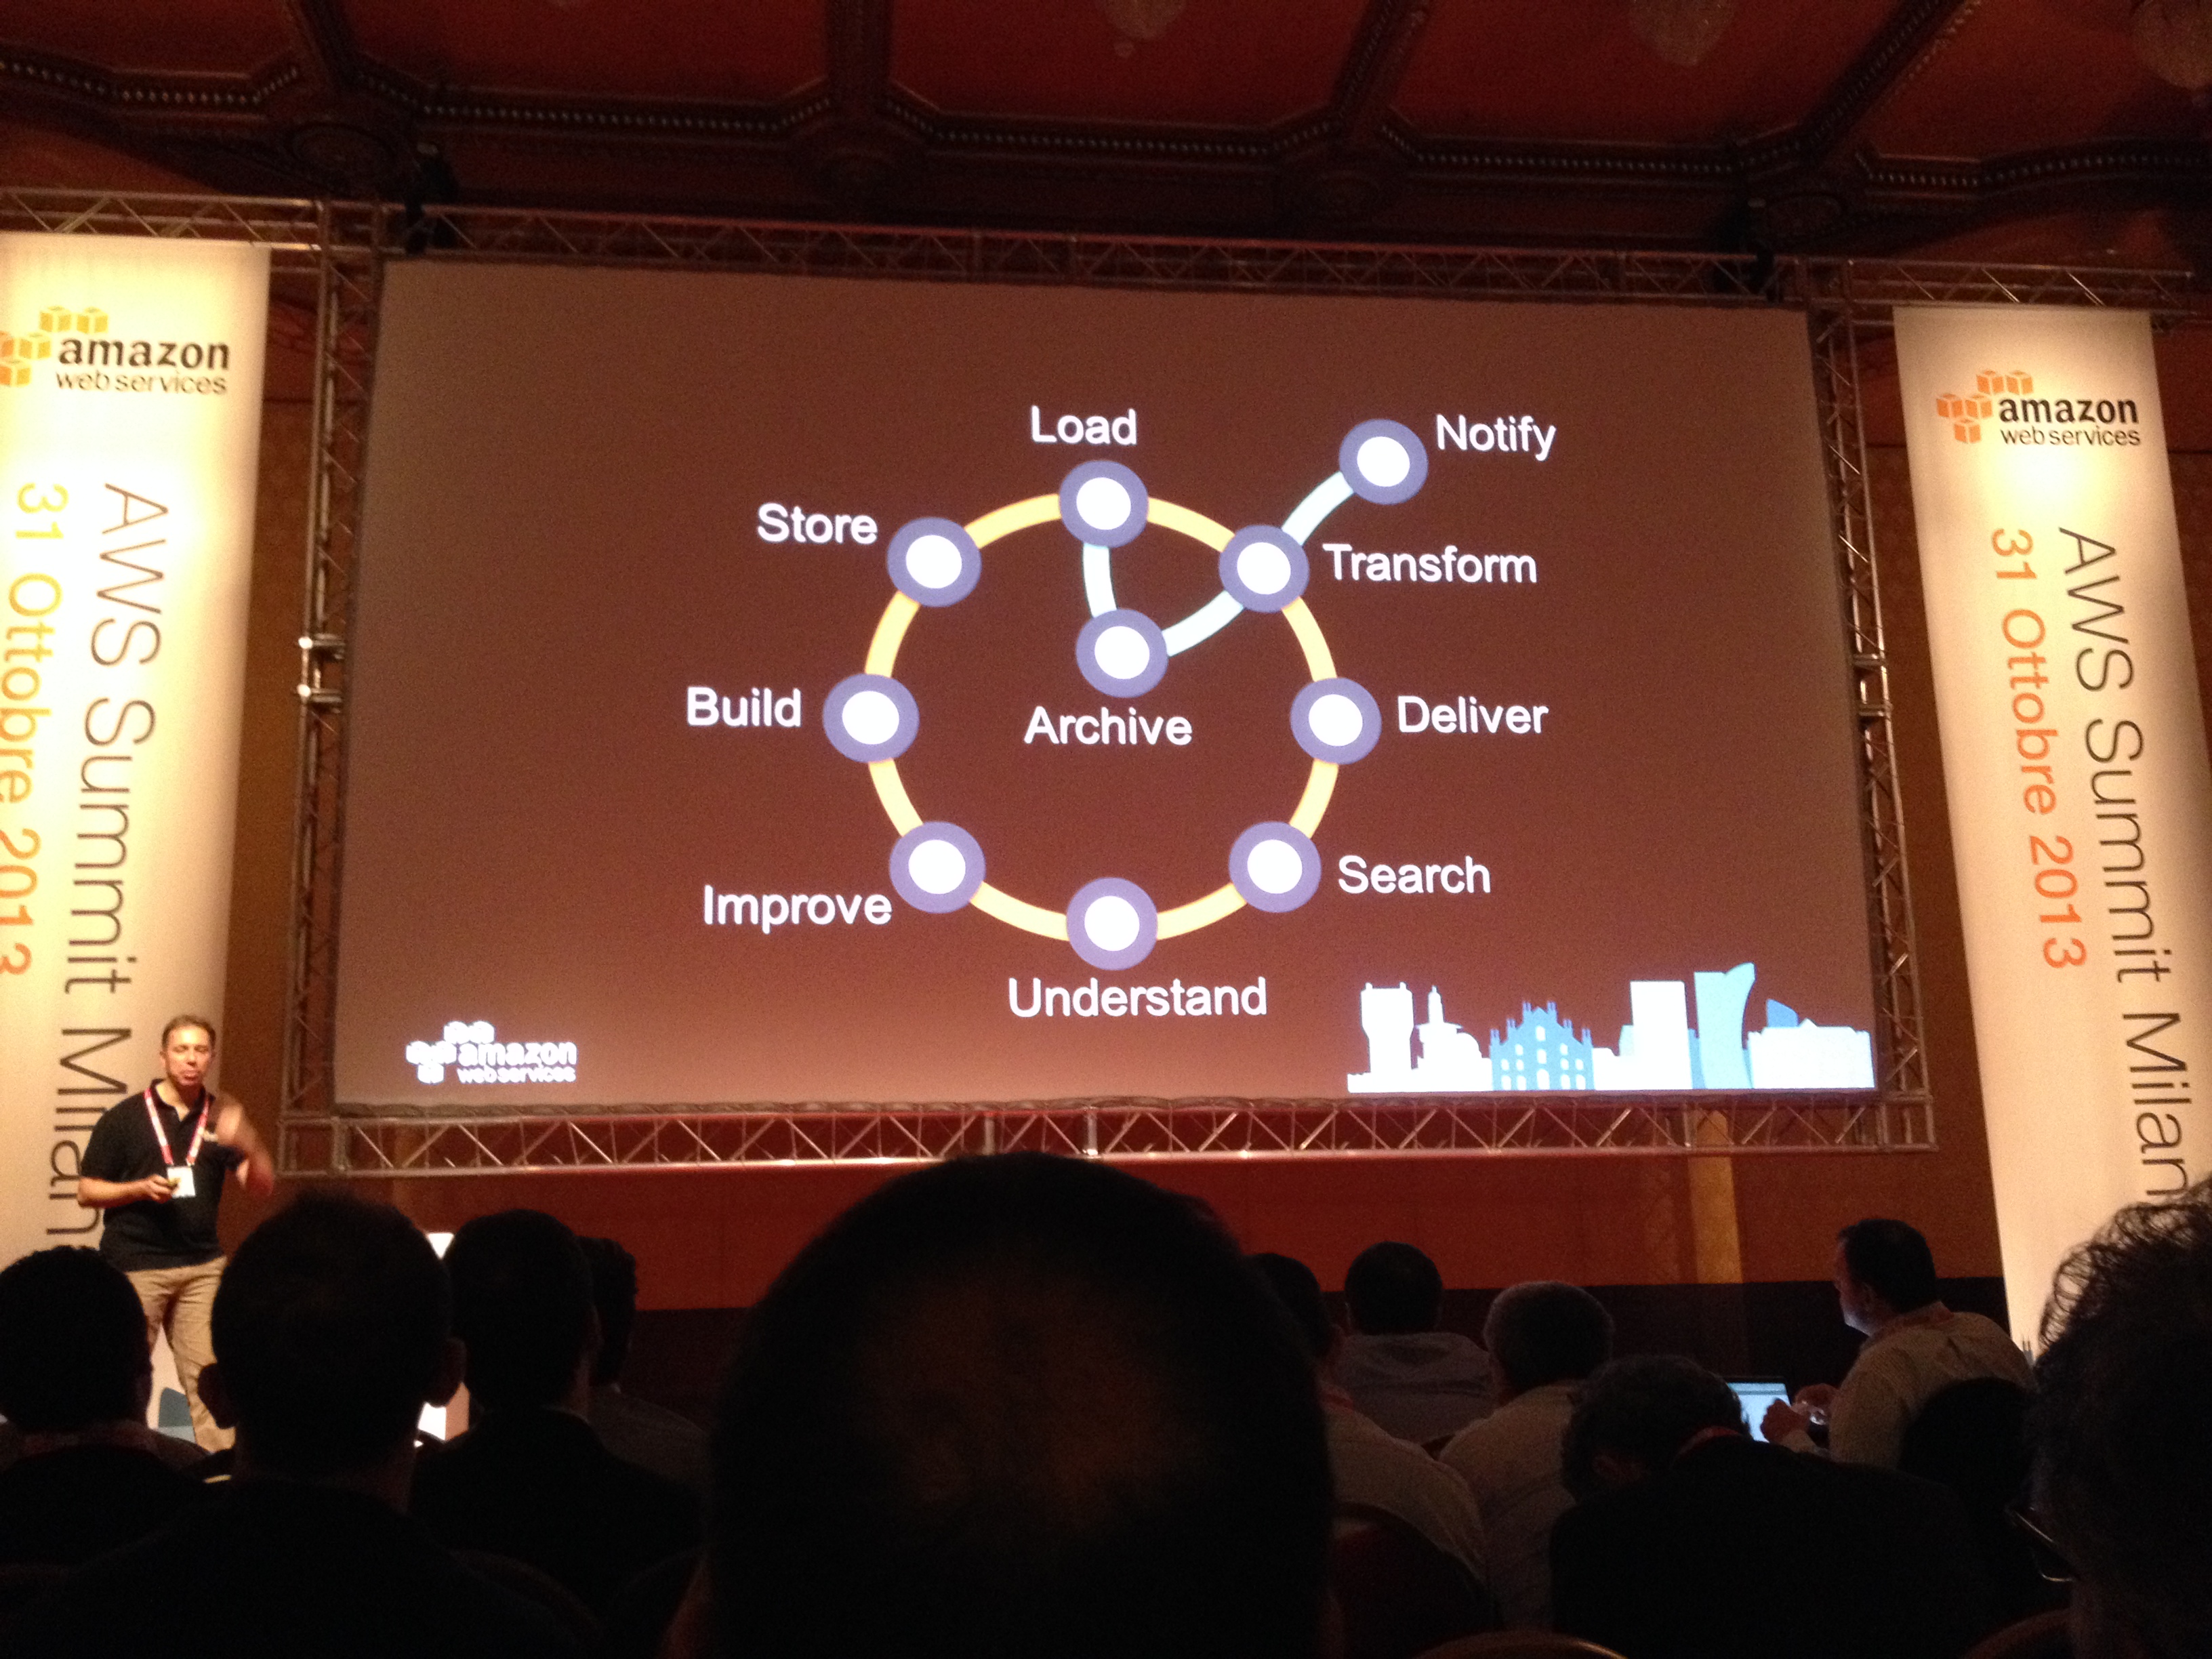 amazon
web services
AWS Summit Milan
31 Ottobre 2013
Load
Notify
Store
Transform
Build
Archive
Deliver
Improve
Search
Understand
amazon
web services
amazon
web services
AWS Summit Milan
31 Ottobre 2013